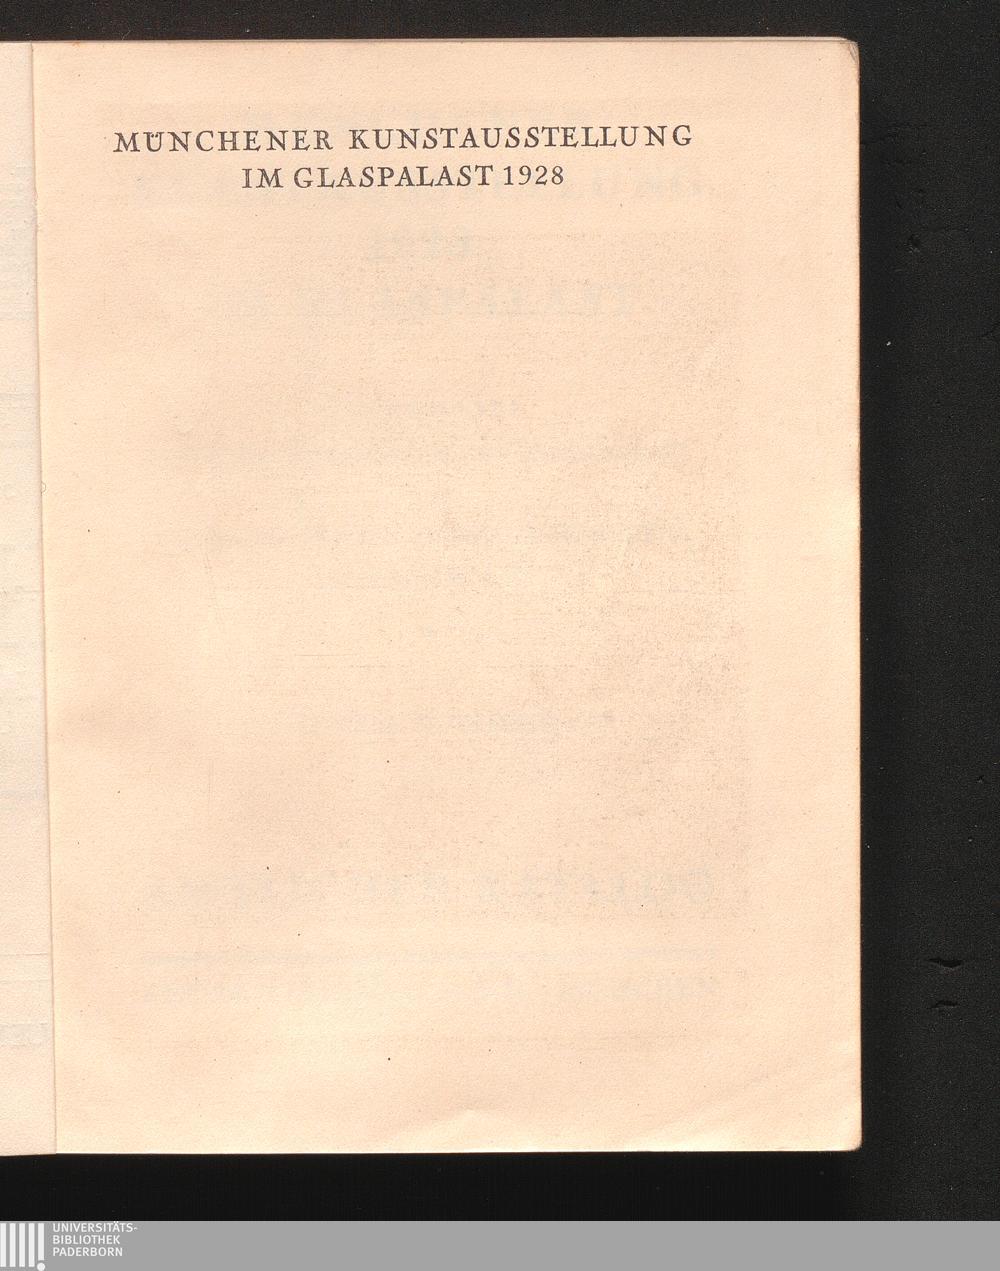 MÜNCHENER KUNSTAUSSTELLUNG
IM GLASPALAST 1928
UNIVERSITÄTS-
BIBLIOTHEK
PADERBORN